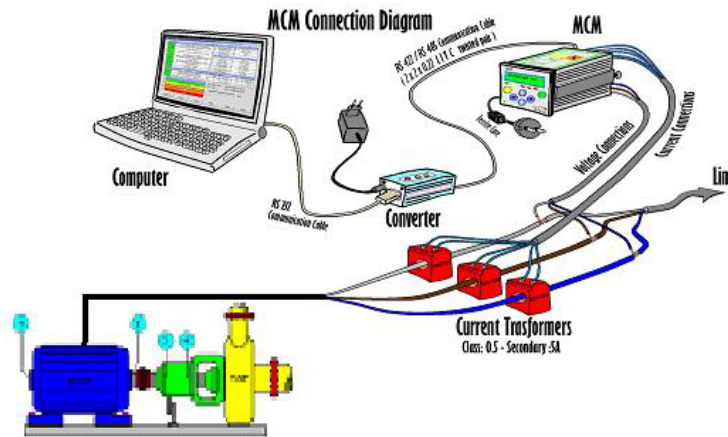 MCM Connection Diagram
MCM
RS 422 / RS 485 Communication Cable
( 2 x 2 x 0.22 LIY C twisted pair )
Computer
RS 232
Communication Cable
Converter
Voltage Connections
Current Connections
Lin
Current Trasformers
Class: 0.5 - Secondary :5A